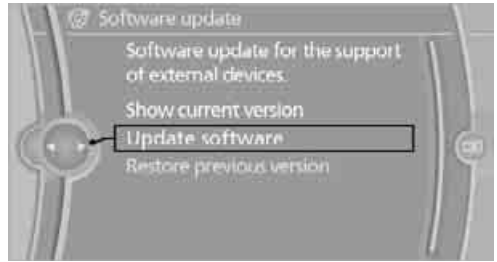 Software update
Software update for the support
of external devices.
Show current version
Update software
Restore previous version